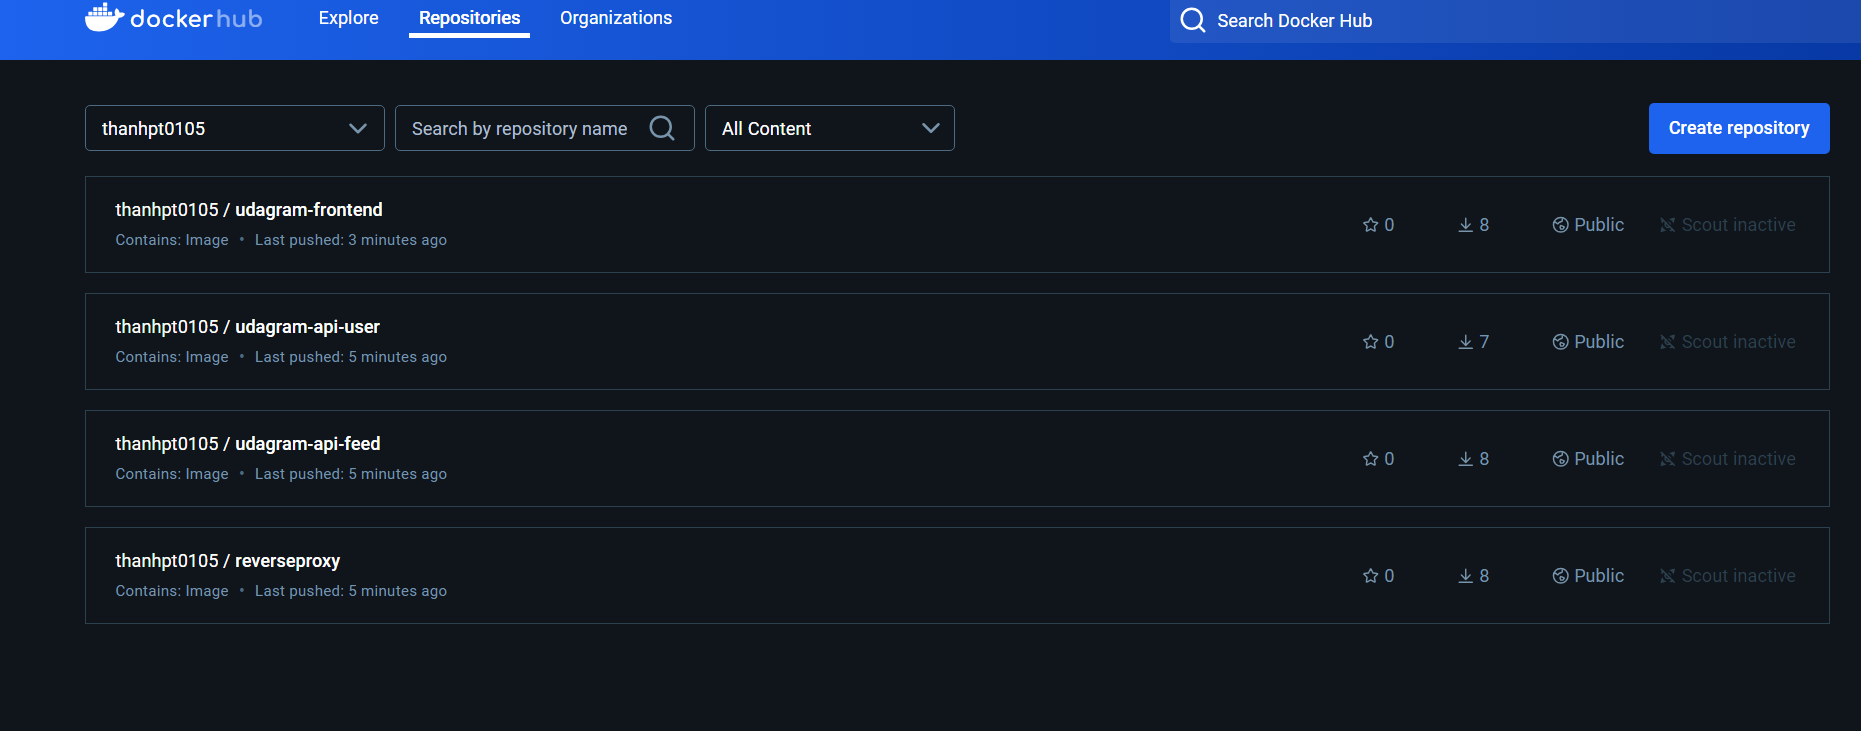 dockerhub Explore Repositories Organizations Search Docker Hub
thanhpt0105 Search by repository name All Content Create repository
thanhpt0105 / udagram-frontend
Contains: Image • Last pushed: 3 minutes ago
0 8 Public Scout inactive
thanhpt0105 / udagram-api-user
Contains: Image • Last pushed: 5 minutes ago
0 7 Public Scout inactive
thanhpt0105 / udagram-api-feed
Contains: Image • Last pushed: 5 minutes ago
0 8 Public Scout inactive
thanhpt0105 / reverseproxy
Contains: Image • Last pushed: 5 minutes ago
0 8 Public Scout inactive